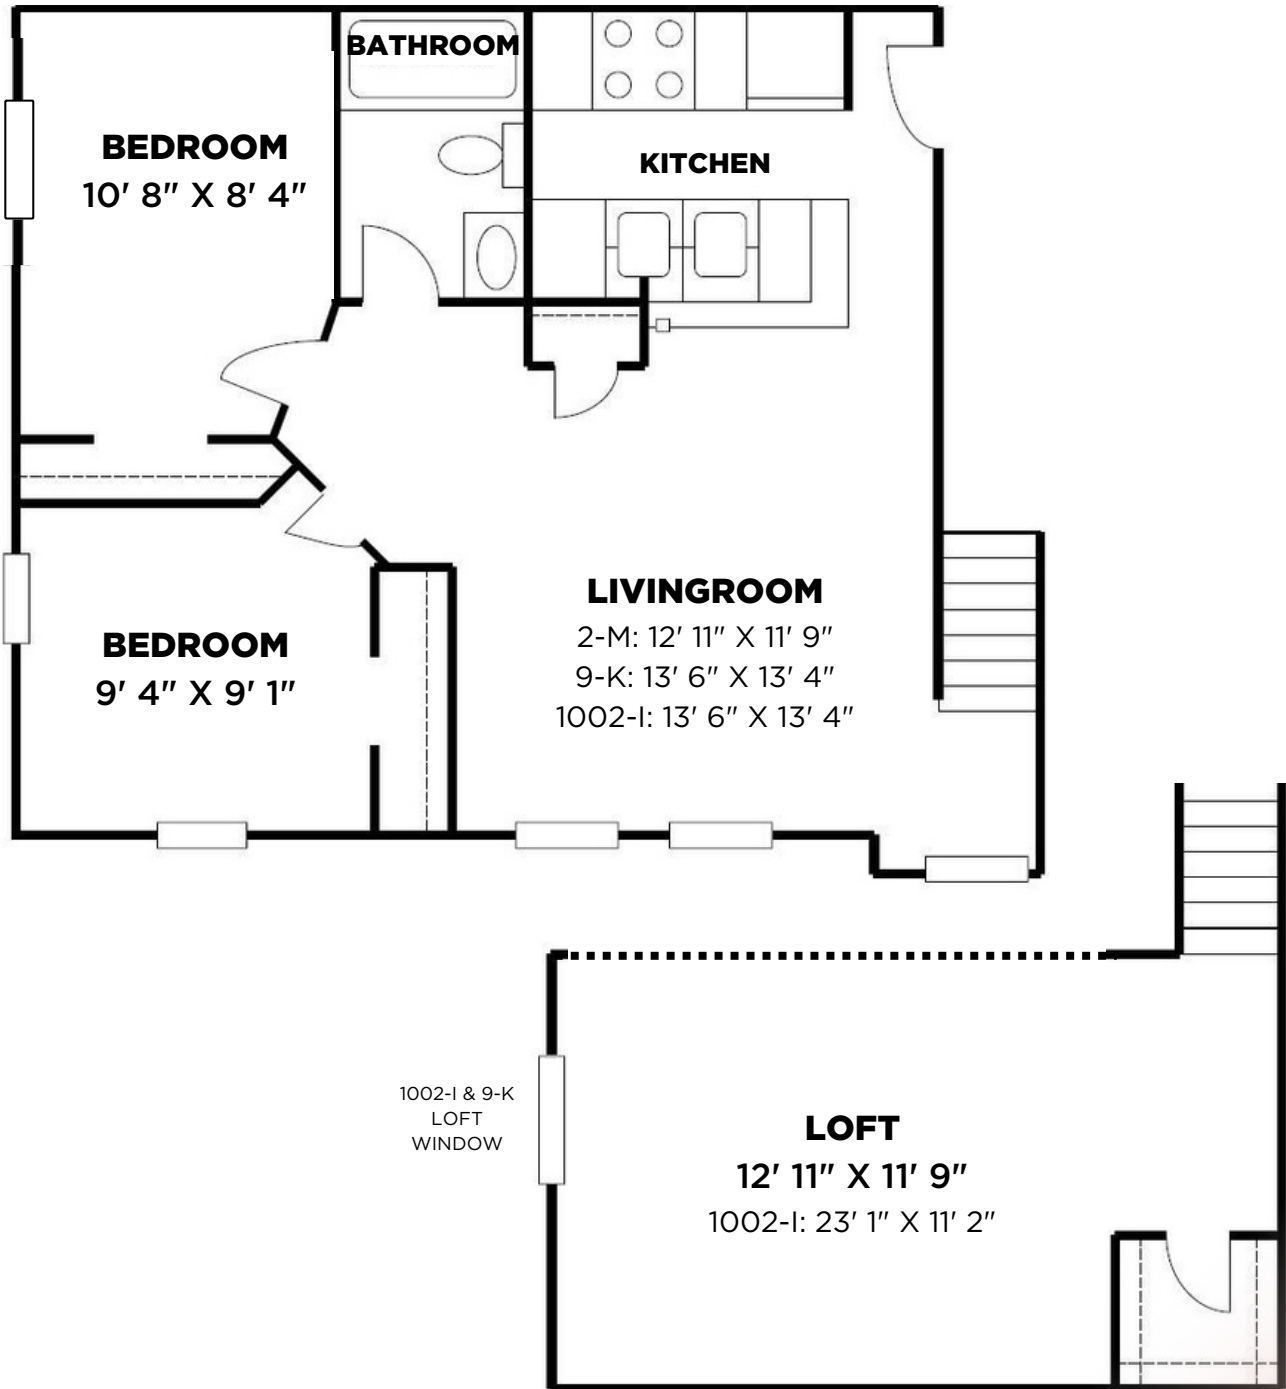 BATHROOM
BEDROOM
10' 8" X 8' 4"
KITCHEN
LIVINGROOM
2-M: 12' 11" X 11' 9"
9-K: 13' 6" X 13' 4"
1002-I: 13' 6" X 13' 4"
BEDROOM
9' 4" X 9' 1"
1002-I & 9-K
LOFT
WINDOW
LOFT
12' 11" X 11' 9"
1002-I: 23' 1" X 11' 2"